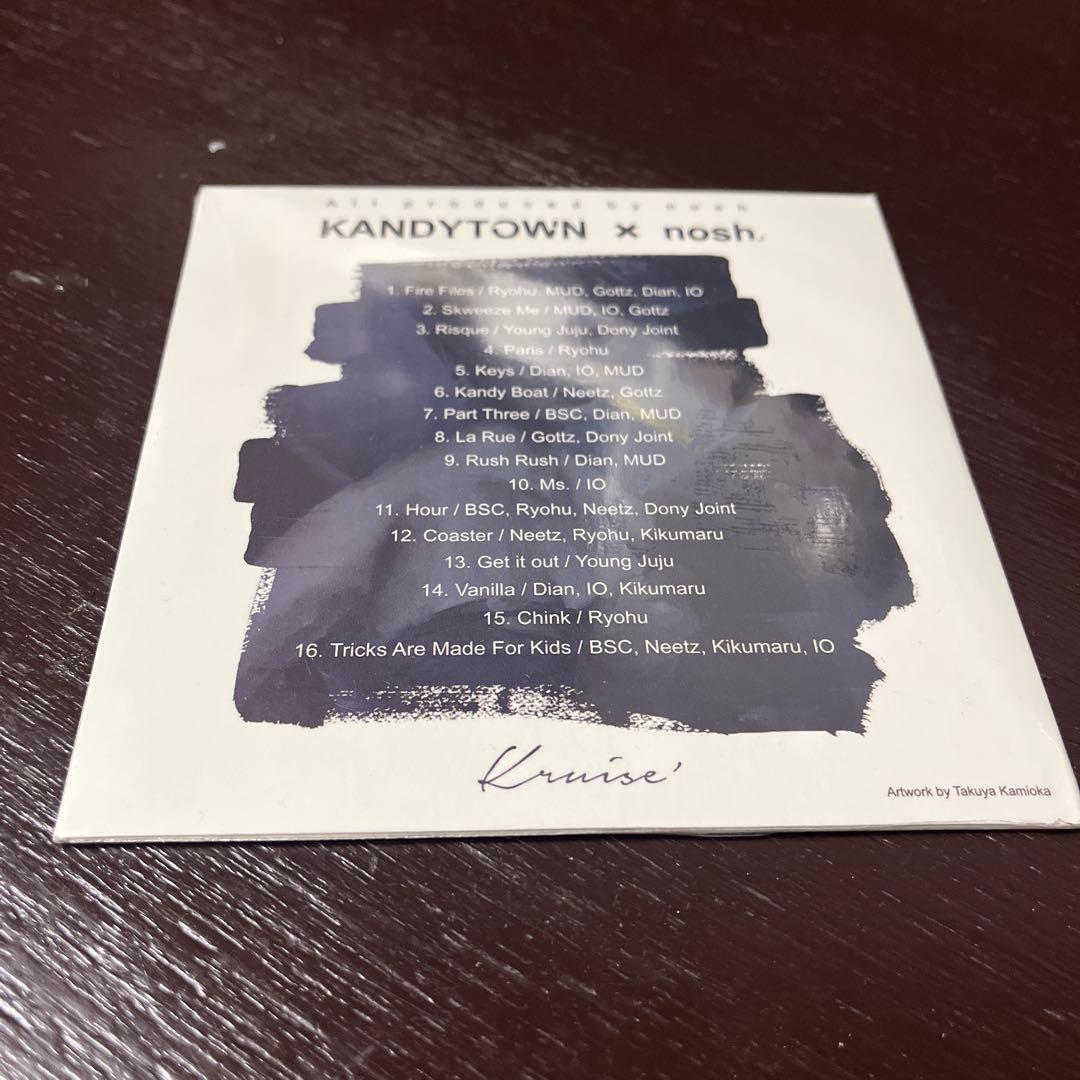 All produced by nosh
KANDYTOWN × nosh.
1. Fire Files / Ryohu, MUD, Gottz, Dian, IO
2. Skweeze Me / MUD, IO, Gottz
3. Risque / Young Juju, Dony Joint
4. Paris / Ryohu
5. Keys / Dian, IO, MUD
6. Kandy Boat / Neetz, Gottz
7. Part Three / BSC, Dian, MUD
8. La Rue / Gottz, Dony Joint
9. Rush Rush / Dian, MUD
10. Ms. / IO
11. Hour / BSC, Ryohu, Neetz, Dony Joint
12. Coaster / Neetz, Ryohu, Kikumaru
13. Get it out / Young Juju
14. Vanilla / Dian, IO, Kikumaru
15. Chink / Ryohu
16. Tricks Are Made For Kids / BSC, Neetz, Kikumaru, IO
Kruise'
Artwork by Takuya Kamioka